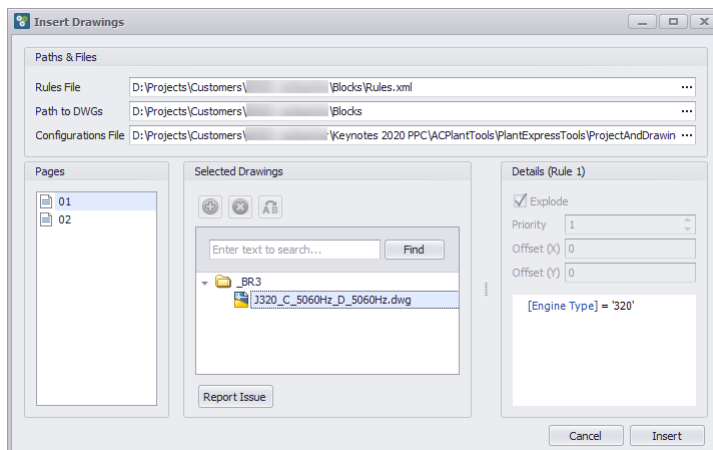 Insert Drawings
Paths & Files
Rules File D:\Projects\Customers\ \Blocks\Rules.xml ...
Path to DWGs D:\Projects\Customers\ \Blocks ...
Configurations File D:\Projects\Customers\ \Keynotes 2020 PPC\ACPlantTools\PlantExpressTools\ProjectAndDrawin ...
Pages
01
02
Selected Drawings
AB
Enter text to search... Find
_BR3
J320_C_5060Hz_D_5060Hz.dwg
Report Issue
Details (Rule 1)
Explode
Priority 1
Offset (X) 0
Offset (Y) 0
[Engine Type] = '320'
Cancel Insert